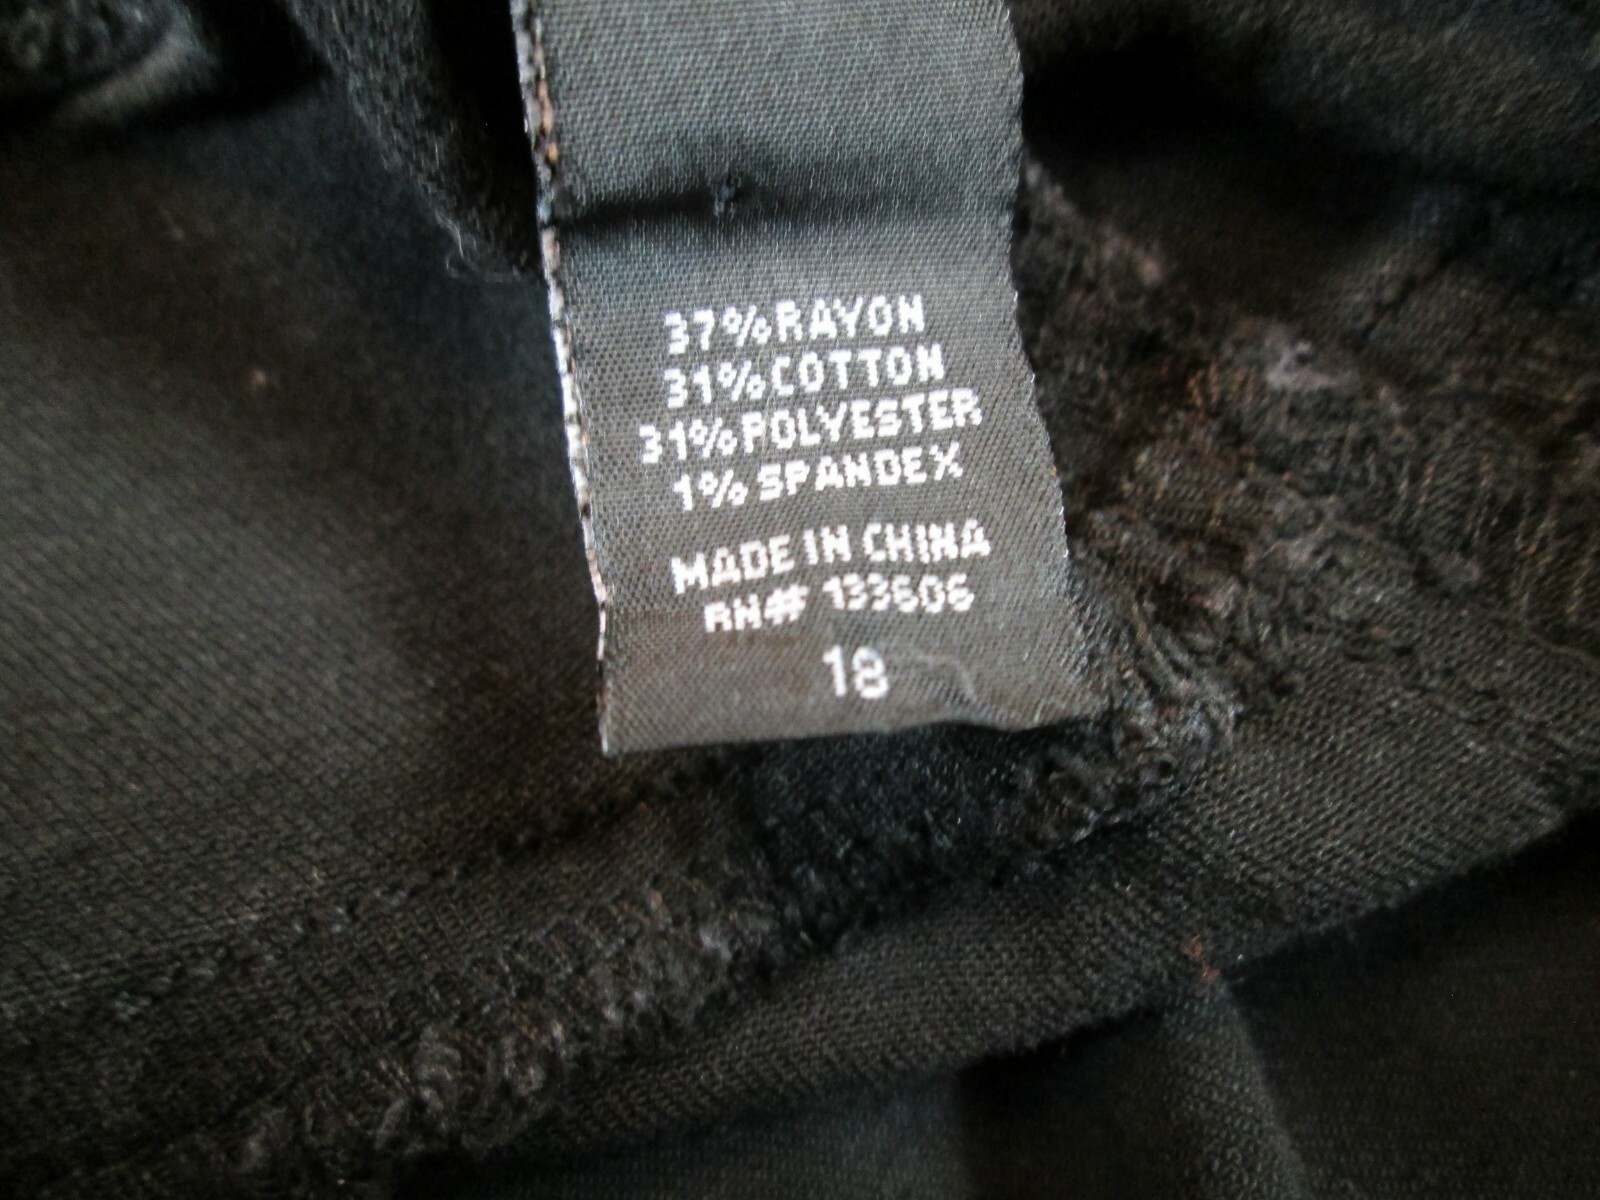 37%RAYON
31%COTTON
31%POLYESTER
1%SPANDEX
MADE IN CHINA
RN# 133606
18